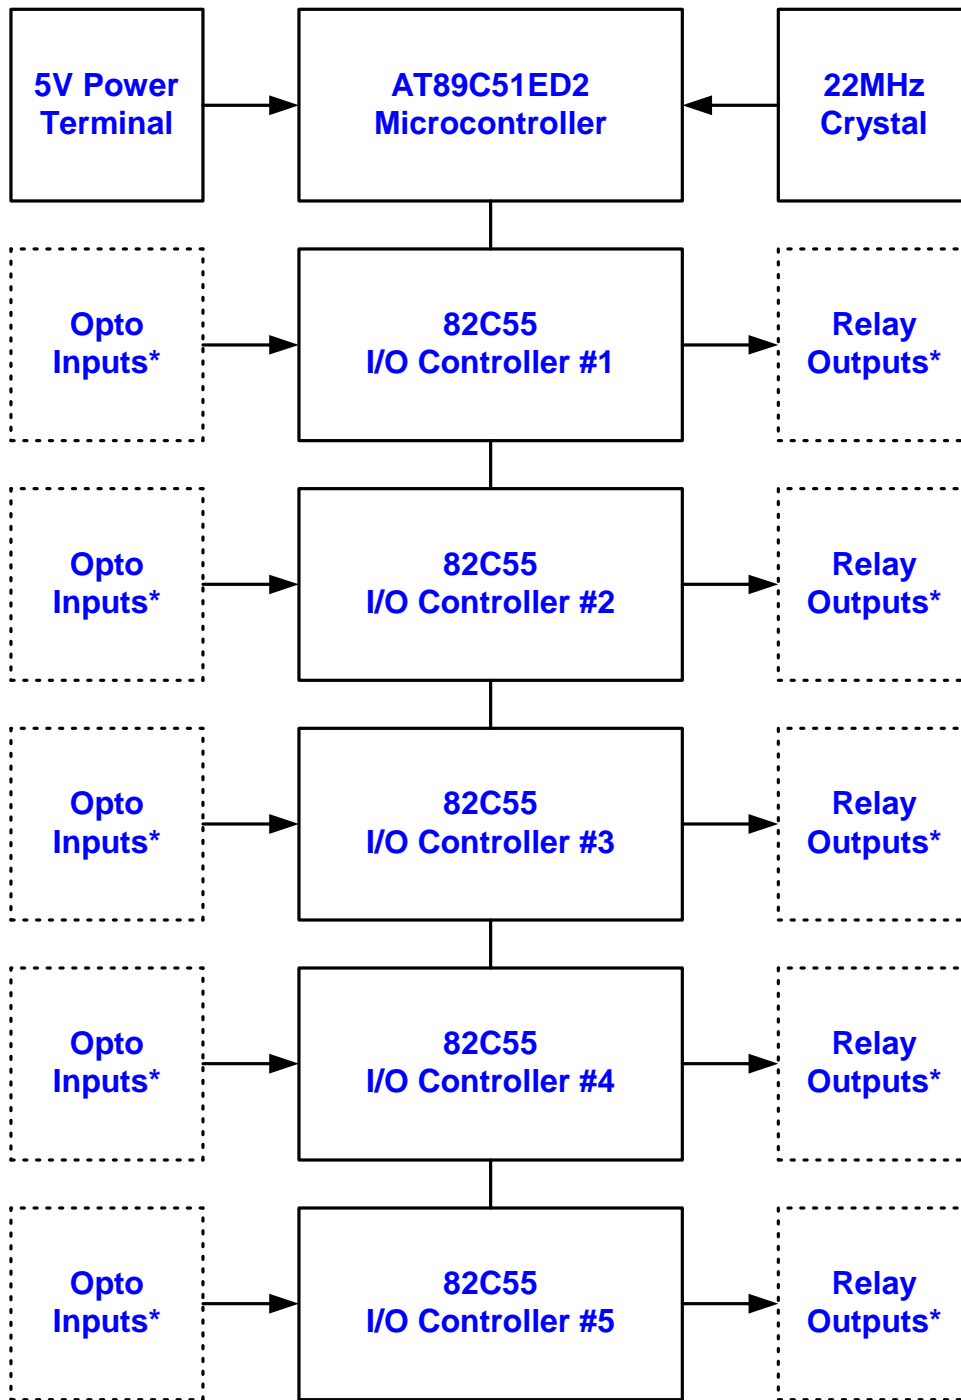 5V Power
Terminal
AT89C51ED2
Microcontroller
22MHz
Crystal
Opto
Inputs*
82C55
I/O Controller #1
Relay
Outputs*
Opto
Inputs*
82C55
I/O Controller #2
Relay
Outputs*
Opto
Inputs*
82C55
I/O Controller #3
Relay
Outputs*
Opto
Inputs*
82C55
I/O Controller #4
Relay
Outputs*
Opto
Inputs*
82C55
I/O Controller #5
Relay
Outputs*